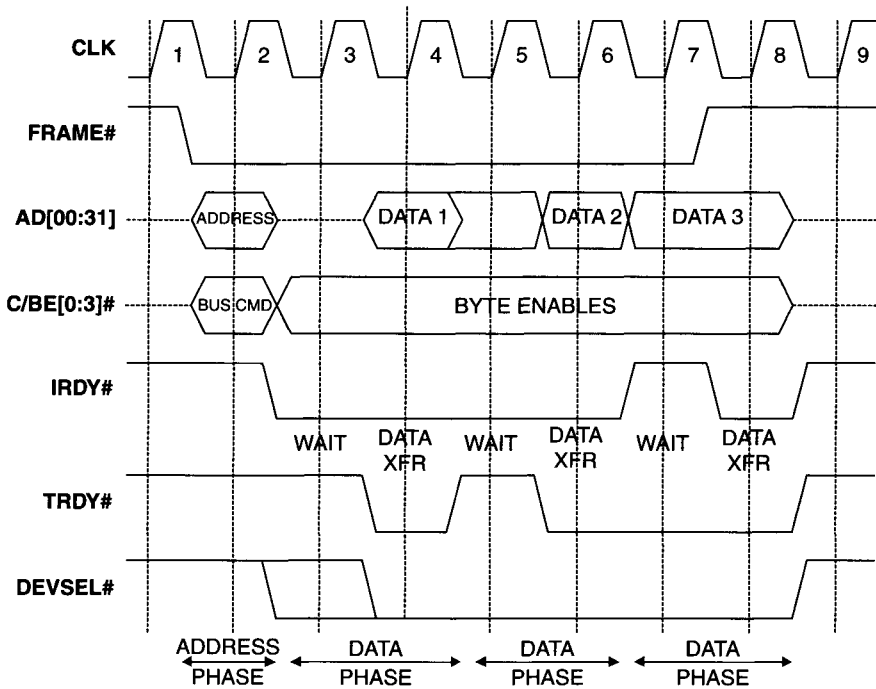 CLK 1 2 3 4 5 6 7 8 9
FRAME#
AD[00:31] ADDRESS DATA 1 DATA 2 DATA 3
C/BE[0:3]# BUS CMD BYTE ENABLES
IRDY#
WAIT DATA XFR WAIT DATA XFR WAIT DATA XFR
TRDY#
DEVSEL#
ADDRESS PHASE DATA PHASE DATA PHASE DATA PHASE